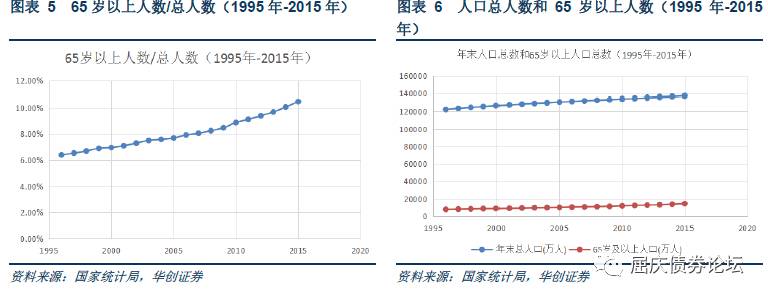 图表 5 65 岁以上人数/总人数（1995 年-2015 年）
65岁以上人数/总人数（1995年-2015年）
12.00%
10.00%
8.00%
6.00%
4.00%
2.00%
0.00%
1995 2000 2005 2010 2015 2020
资料来源：国家统计局，华创证券
图表 6 人口总人数和 65 岁以上人数（1995 年-2015
年）
年末人口总数和65岁以上人口总数（1995年-2015年）
160000
140000
120000
100000
80000
60000
40000
20000
0
1995 2000 2005 2010 2015 2020
年末总人口(万人) 65岁及以上人口(万人)
资料来源：国家统计局，华创证券
屈庆债券论坛